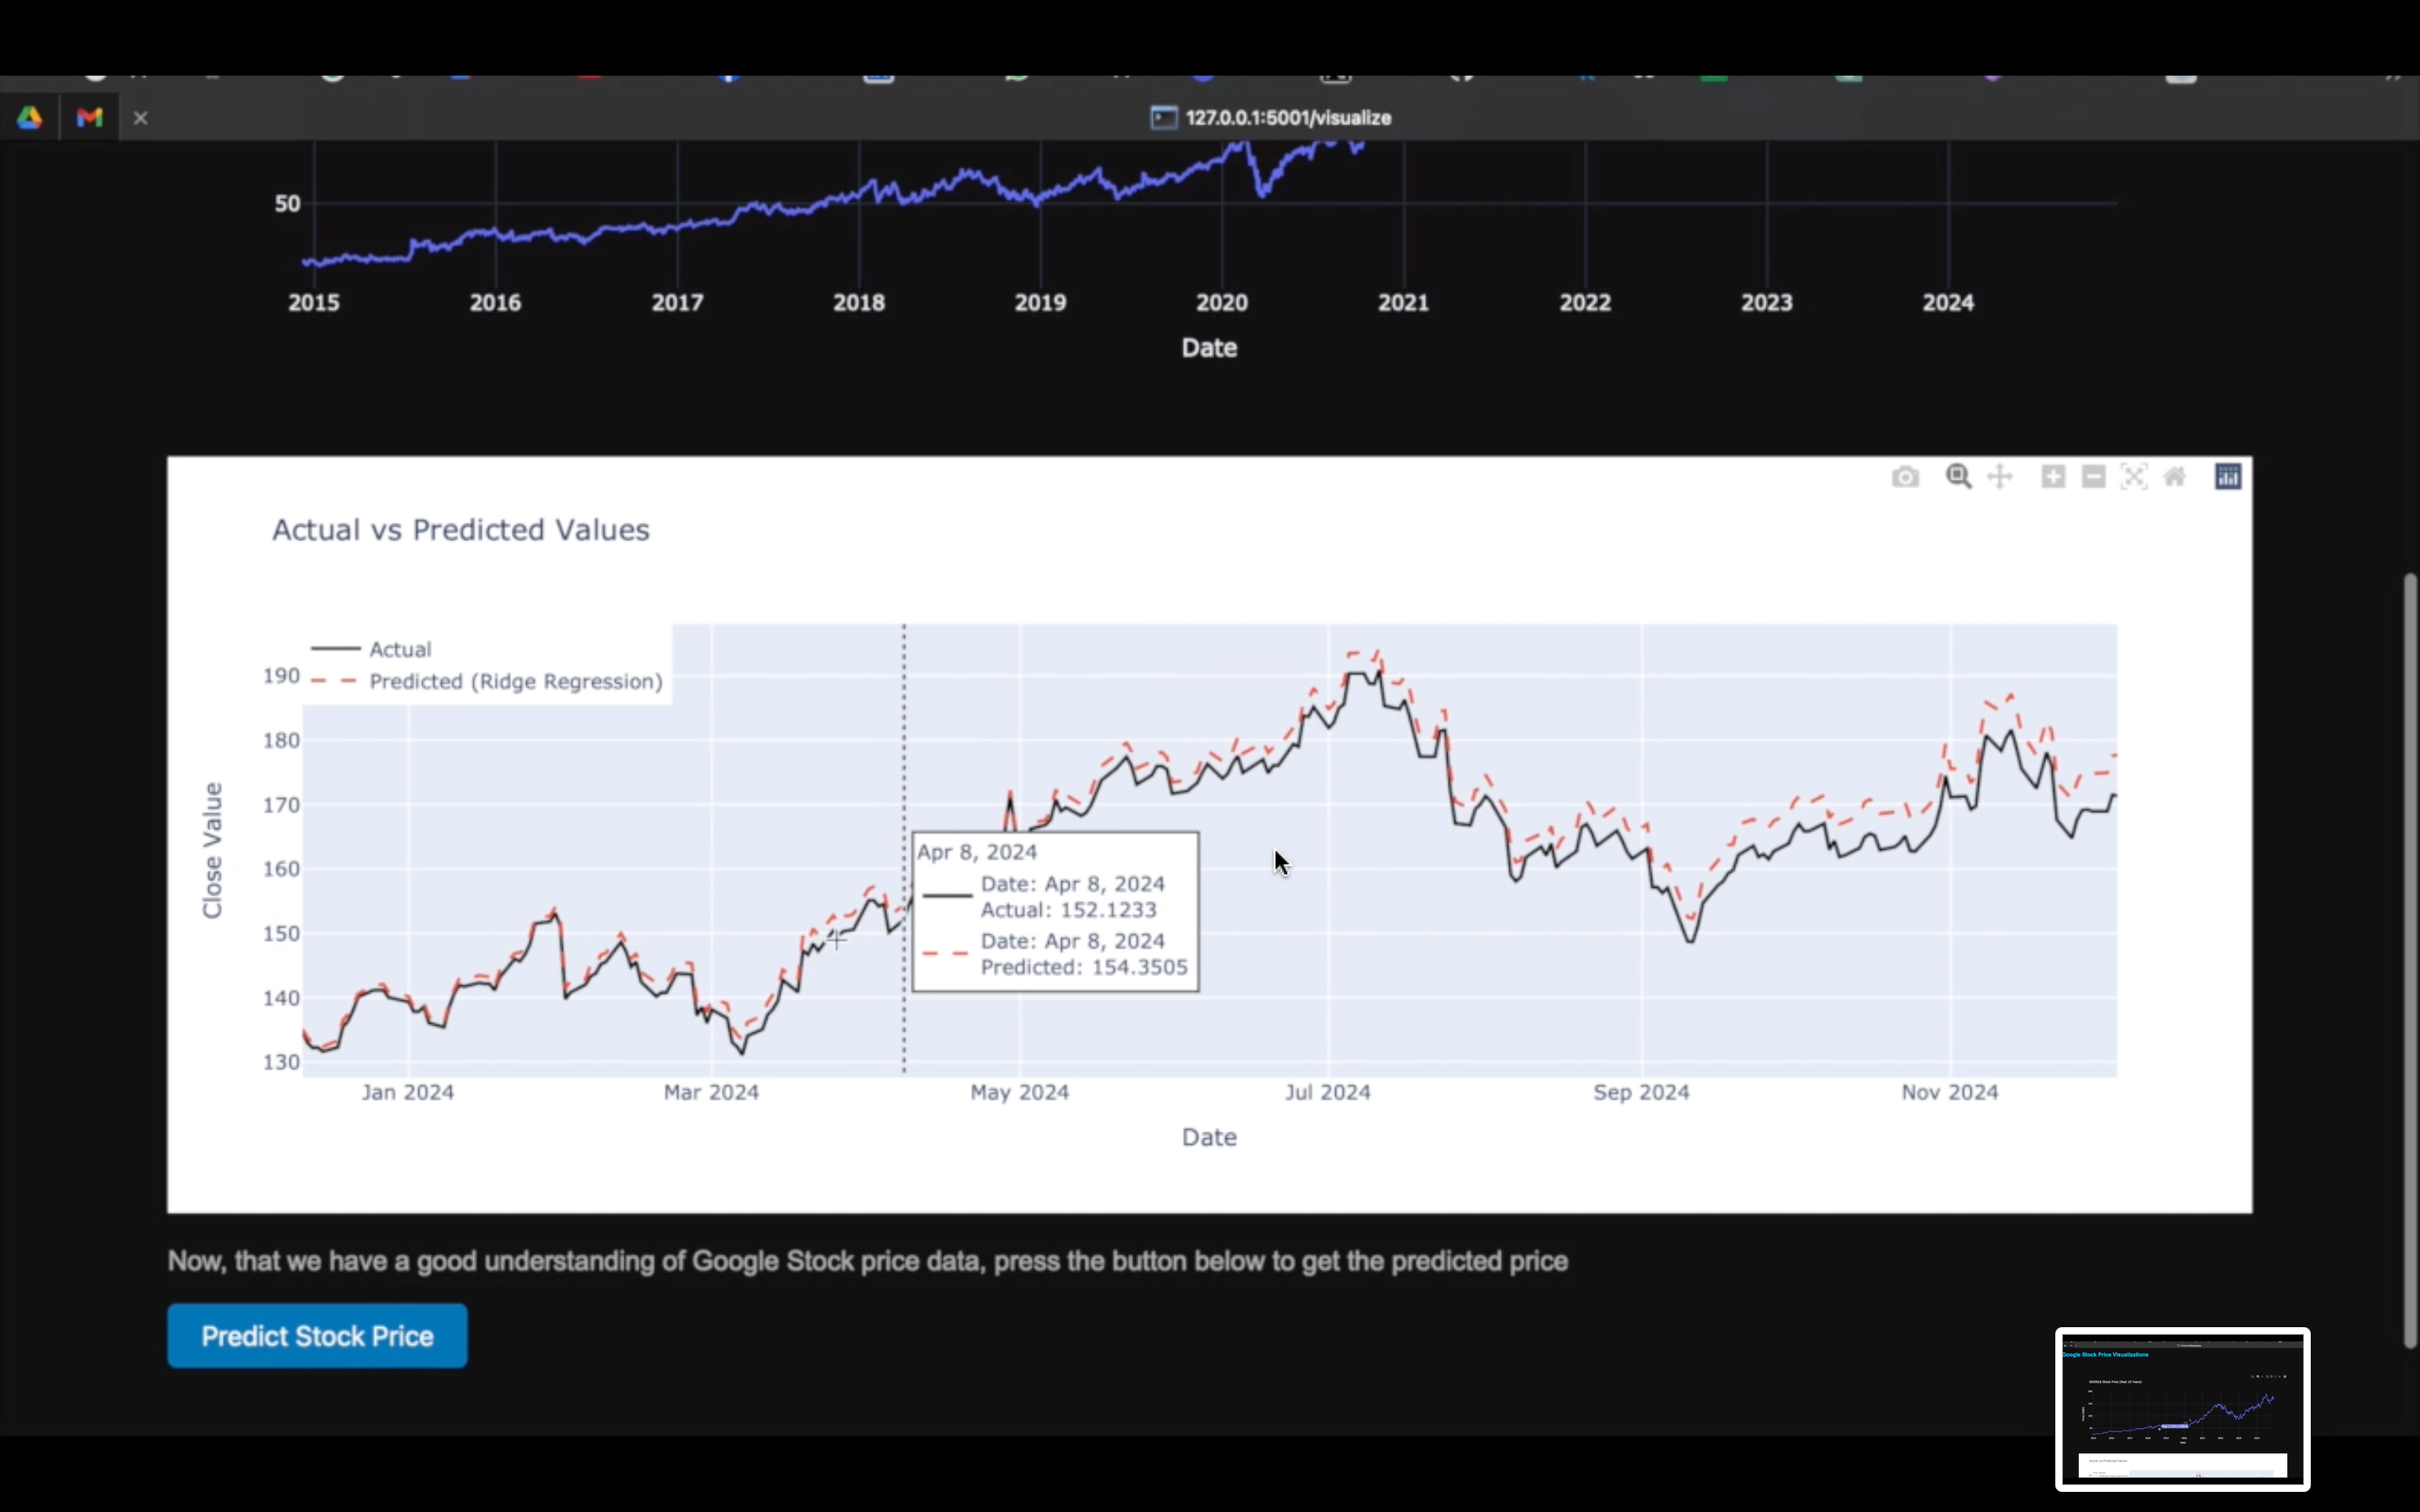 127.0.0.1:5001/visualize
50
2015 2016 2017 2018 2019 2020 2021 2022 2023 2024
Date
Actual vs Predicted Values
Actual
Predicted (Ridge Regression)
190
180
170
160
150
140
130
Close Value
Apr 8, 2024
Date: Apr 8, 2024
Actual: 152.1233
Date: Apr 8, 2024
Predicted: 154.3505
Jan 2024 Mar 2024 May 2024 Jul 2024 Sep 2024 Nov 2024
Date
Now, that we have a good understanding of Google Stock price data, press the button below to get the predicted price
Predict Stock Price
Google Stock Price Visualizations